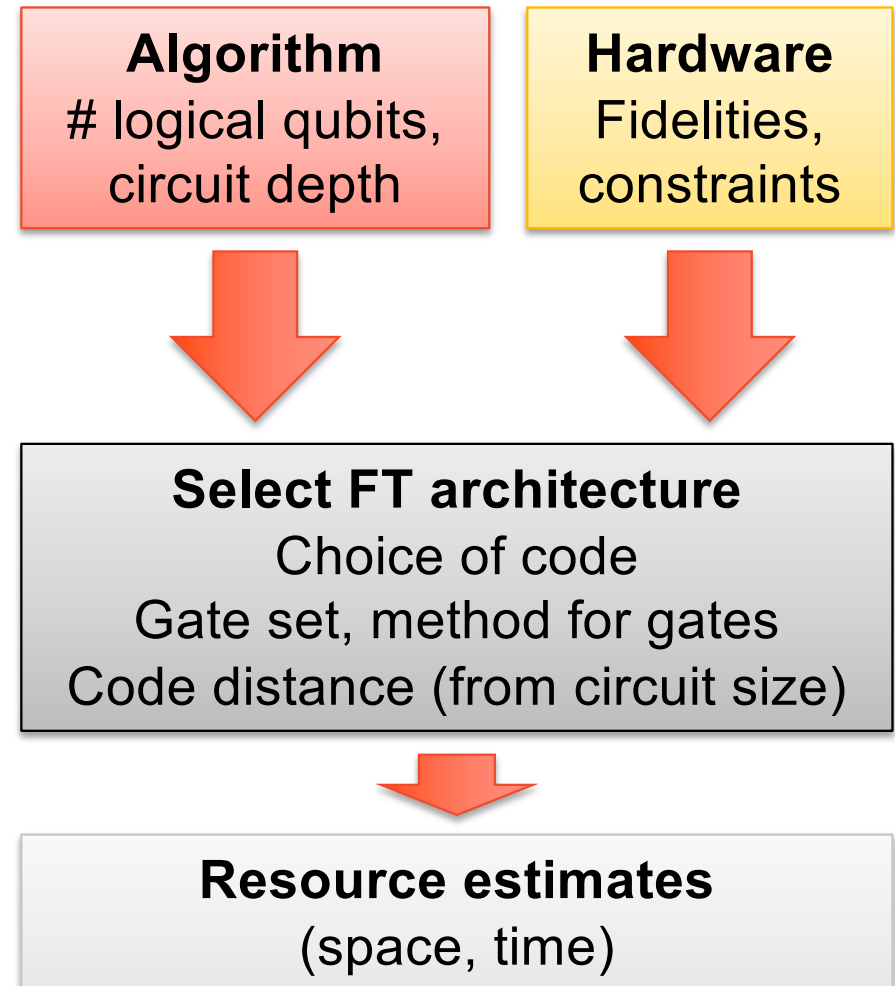 Algorithm
# logical qubits,
circuit depth
Hardware
Fidelities,
constraints
Select FT architecture
Choice of code
Gate set, method for gates
Code distance (from circuit size)
Resource estimates
(space, time)